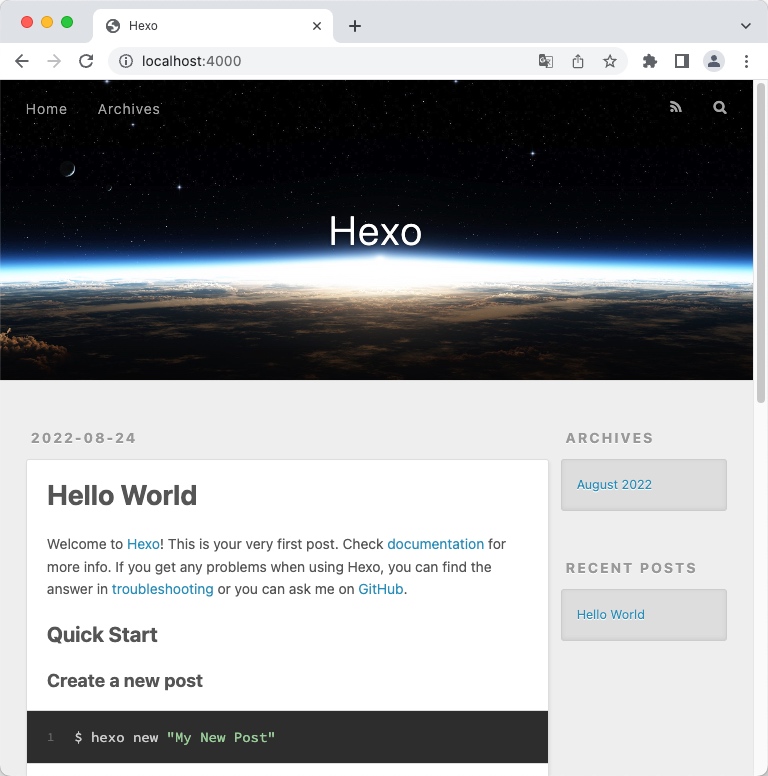 Hexo
localhost:4000
Home Archives
Hexo
2022-08-24
Hello World
Welcome to Hexo! This is your very first post. Check documentation for
more info. If you get any problems when using Hexo, you can find the
answer in troubleshooting or you can ask me on GitHub.
Quick Start
Create a new post
1 $ hexo new "My New Post"
ARCHIVES
August 2022
RECENT POSTS
Hello World